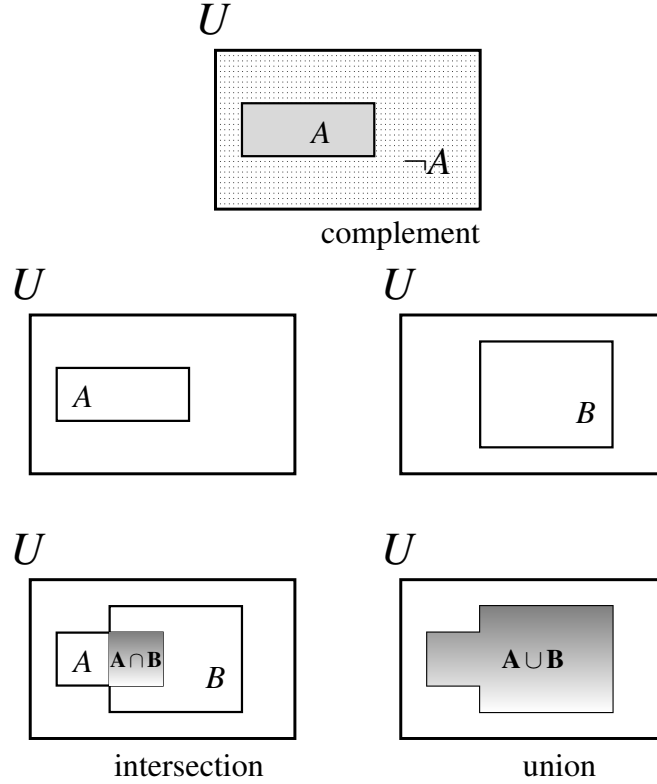 U
A
¬A
complement
U
U
A
B
U
U
A
A ∩ B
B
A ∪ B
intersection
union